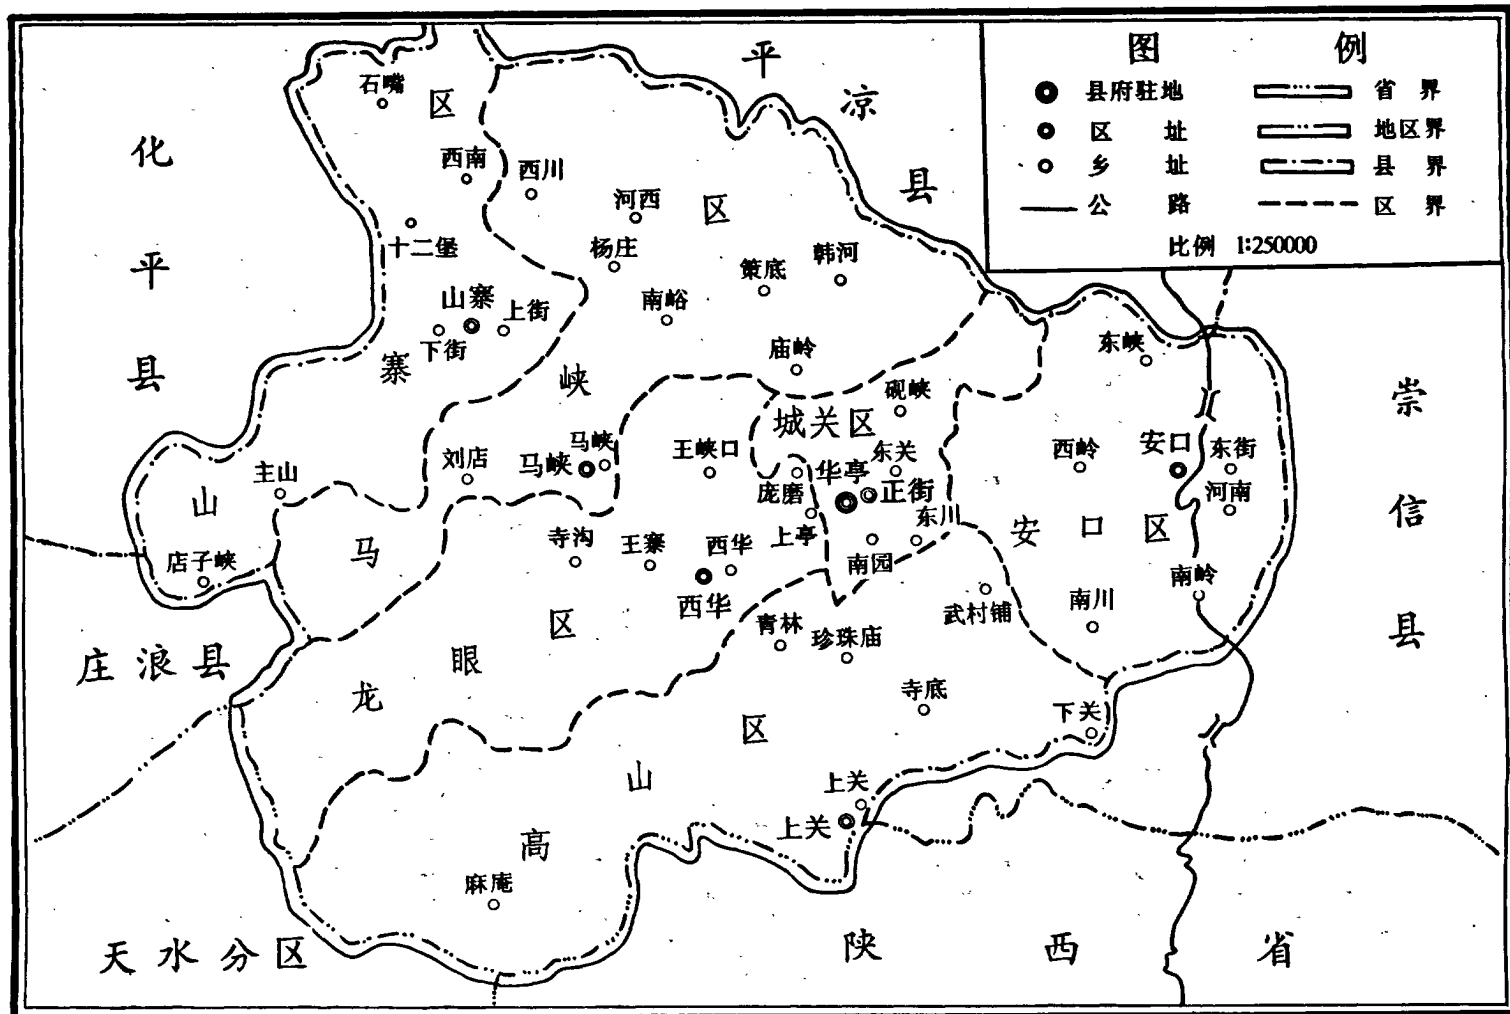 图 例
县府驻地
区 址
乡 址
公 路
省 界
地区界
县 界
区 界
比例 1:250000
平凉县
化平县
崇信县
庄浪县
天水分区
陕西省
山寨区
石嘴
西南
十二堡
山寨
上街
下街
主山
店子峡
马峡区
西川
河西
杨庄
南峪
策底
韩河
庙岭
刘店
马峡
马峡
城关区
砚峡
东关
华亭
正街
庞磨
上亭
东川
南园
安口区
东峡
西岭
安口
东街
河南
南岭
南川
龙眼区
王峡口
寺沟
王寨
西华
西华
高山区
青林
珍珠庙
武村铺
寺底
下关
上关
上关
麻庵